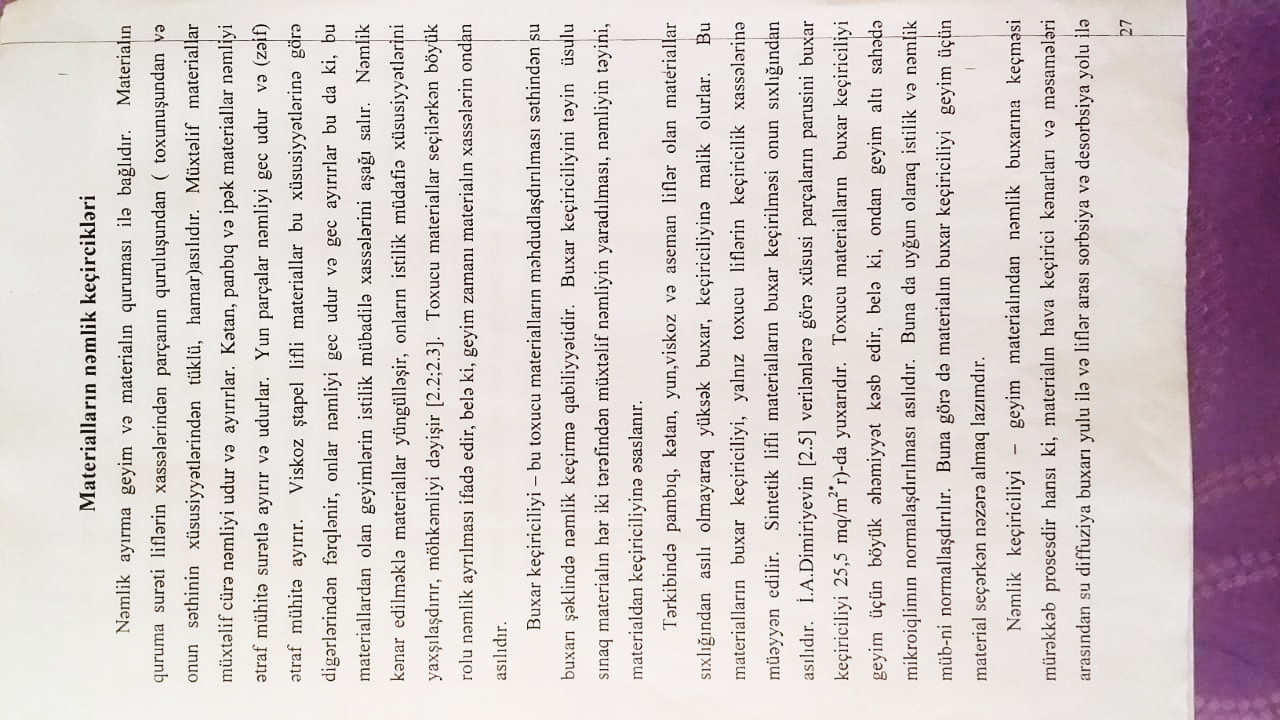 Materialların nəmlik keçircikləri
Nəmlik ayırma geyim və materialın quruması ilə bağlıdır. Materialın
quruma surəti liflərin xassələrindən parçanın quruluşundan ( toxunuşundan və
onun səthinin xüsusiyyətlərindən tüklü, hamar)asılıdır. Müxtəlif materiallar
müxtəlif cürə nəmliyi udur və ayırırlar. Kətan, panbıq və ipək materiallar nəmliyi
ətraf mühitə surətlə ayırır və udurlar. Yun parçalar nəmliyi gec udur və (zəif)
ətraf mühitə ayırır. Viskoz ştapel lifli materiallar bu xüsusiyyətlərinə görə
digərlərindən fərqlənir, onlar nəmliyi gec udur və gec ayırırlar bu da ki, bu
materiallardan olan geyimlərin istilik mübadilə xassələrini aşağı salır. Nəmlik
kənar edilməklə materiallar yüngülləşir, onların istilik müdafiə xüsusiyyətlərini
yaxşılaşdırır, möhkəmliyi dəyişir [2.2;2.3]. Toxucu materiallar seçilərkən böyük
rolu nəmlik ayrılması ifadə edir, belə ki, geyim zamanı materialın xassələrin ondan
asılıdır.
Buxar keçiriciliyi – bu toxucu materialların məhdudlaşdırılması səthindən su
buxarı şəklində nəmlik keçirmə qabiliyyətidir. Buxar keçiriciliyini təyin üsulu
sınaq materialın hər iki tərəfindən müxtəlif nəmliyin yaradılması, nəmliyin təyini,
materialdan keçiriciliyinə əsaslanır.
Tərkibində pambıq, kətan, yun,viskoz və aseman liflər olan materiallar
sıxlığından asılı olmayaraq yüksək buxar, keçiriciliyinə malik olurlar. Bu
materialların buxar keçiriciliyi, yalnız toxucu liflərin keçiricilik xassələrinə
müəyyən edilir. Sintetik lifli materialların buxar keçirilməsi onun sıxlığından
asılıdır. İ.A.Dimiriyevin [2.5] verilənlərə görə xüsusi parçaların parusini buxar
keçiriciliyi 25,5 mq/m²*r)-da yuxarıdır. Toxucu materialların buxar keçiriciliyi
geyim üçün böyük əhəmiyyət kəsb edir, belə ki, ondan geyim altı sahədə
mikroiqlimın normalaşdırılması asılıdır. Buna da uyğun olaraq istilik və nəmlik
müb-ni normallaşdırılır. Buna görə də materialın buxar keçiriciliyi geyim üçün
material seçərkən nəzərə almaq lazımdır.
Nəmlik keçiriciliyi – geyim materialından nəmlik buxarına keçməsi
mürəkkəb prosesdir hansı ki, materialın hava keçirici kənarları və məsamələri
arasından su diffuziya buxarı yulu ilə və liflər arası sorbsiya və desorbsiya yolu ilə
27